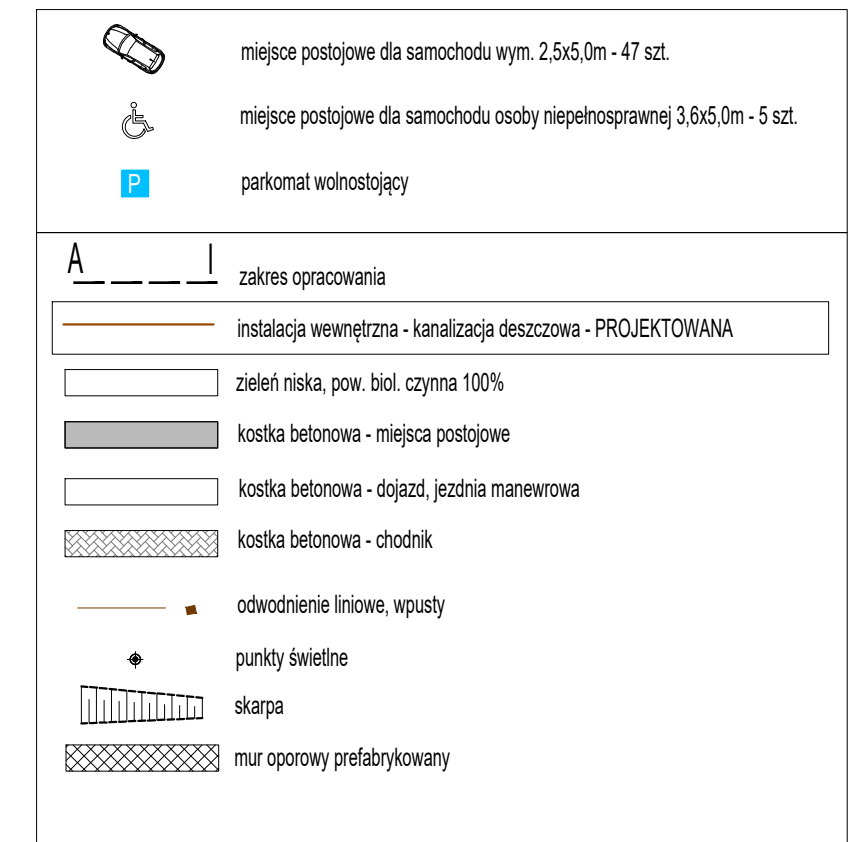 miejsce postojowe dla samochodu wym. 2,5x5,0m - 47 szt.
miejsce postojowe dla samochodu osoby niepełnosprawnej 3,6x5,0m - 5 szt.
P parkomat wolnostojący
A I zakres opracowania
instalacja wewnętrzna - kanalizacja deszczowa - PROJEKTOWANA
zieleń niska, pow. biol. czynna 100%
kostka betonowa - miejsca postojowe
kostka betonowa - dojazd, jezdnia manewrowa
kostka betonowa - chodnik
odwodnienie liniowe, wpusty
punkty świetlne
skarpa
mur oporowy prefabrykowany